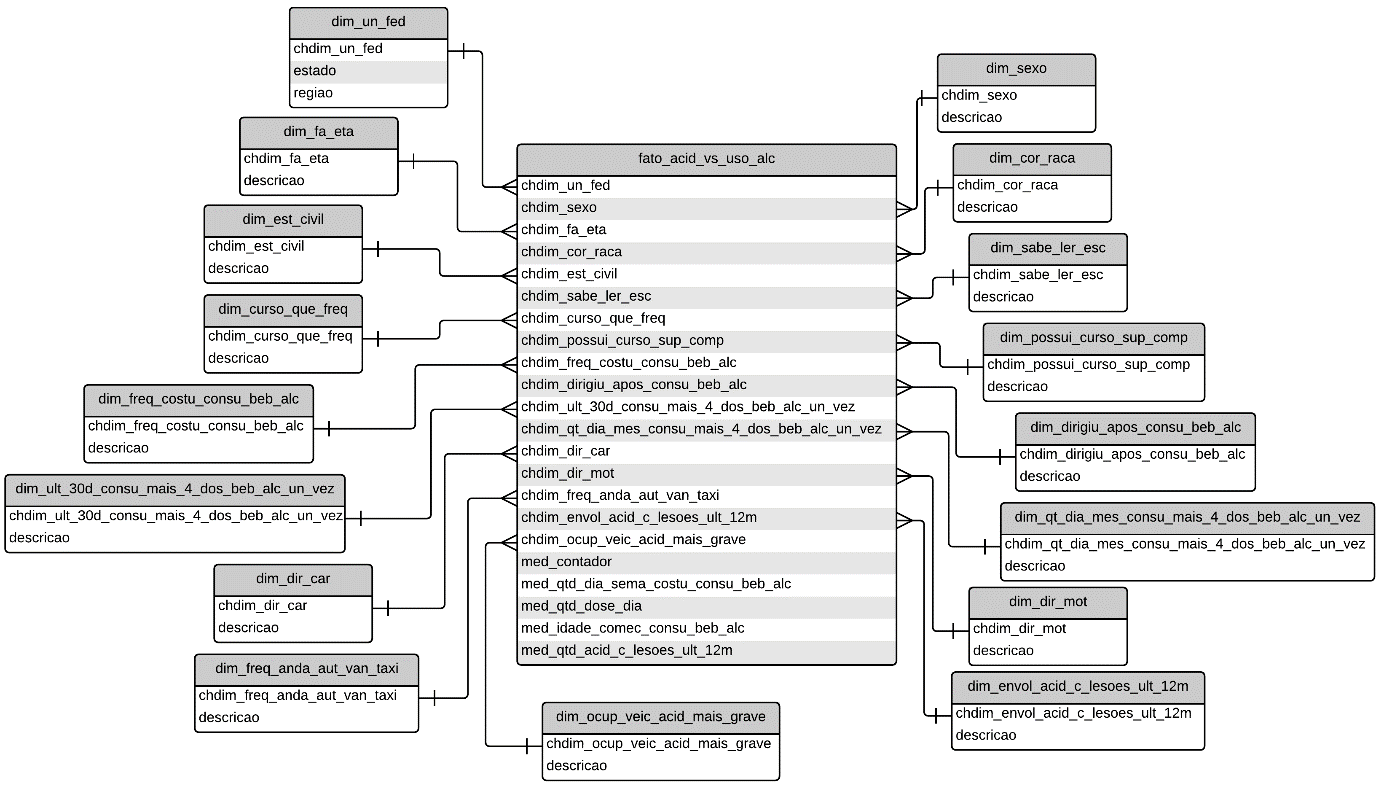 dim_un_fed
chdim_un_fed
estado
regiao
dim_fa_eta
chdim_fa_eta
descricao
dim_est_civil
chdim_est_civil
descricao
dim_curso_que_freq
chdim_curso_que_freq
descricao
dim_freq_costu_consu_beb_alc
chdim_freq_costu_consu_beb_alc
descricao
dim_ult_30d_consu_mais_4_dos_beb_alc_un_vez
chdim_ult_30d_consu_mais_4_dos_beb_alc_un_vez
descricao
dim_dir_car
chdim_dir_car
descricao
dim_freq_anda_aut_van_taxi
chdim_freq_anda_aut_van_taxi
descricao
fato_acid_vs_uso_alc
chdim_un_fed
chdim_sexo
chdim_fa_eta
chdim_cor_raca
chdim_est_civil
chdim_sabe_ler_esc
chdim_curso_que_freq
chdim_possui_curso_sup_comp
chdim_freq_costu_consu_beb_alc
chdim_dirigiu_apos_consu_beb_alc
chdim_ult_30d_consu_mais_4_dos_beb_alc_un_vez
chdim_qt_dia_mes_consu_mais_4_dos_beb_alc_un_vez
chdim_dir_car
chdim_dir_mot
chdim_freq_anda_aut_van_taxi
chdim_envol_acid_c_lesoes_ult_12m
chdim_ocup_veic_acid_mais_grave
med_contador
med_qtd_dia_sema_costu_consu_beb_alc
med_qtd_dose_dia
med_idade_comec_consu_beb_alc
med_qtd_acid_c_lesoes_ult_12m
dim_ocup_veic_acid_mais_grave
chdim_ocup_veic_acid_mais_grave
descricao
dim_sexo
chdim_sexo
descricao
dim_cor_raca
chdim_cor_raca
descricao
dim_sabe_ler_esc
chdim_sabe_ler_esc
descricao
dim_possui_curso_sup_comp
chdim_possui_curso_sup_comp
descricao
dim_dirigiu_apos_consu_beb_alc
chdim_dirigiu_apos_consu_beb_alc
descricao
dim_qt_dia_mes_consu_mais_4_dos_beb_alc_un_vez
chdim_qt_dia_mes_consu_mais_4_dos_beb_alc_un_vez
descricao
dim_dir_mot
chdim_dir_mot
descricao
dim_envol_acid_c_lesoes_ult_12m
chdim_envol_acid_c_lesoes_ult_12m
descricao